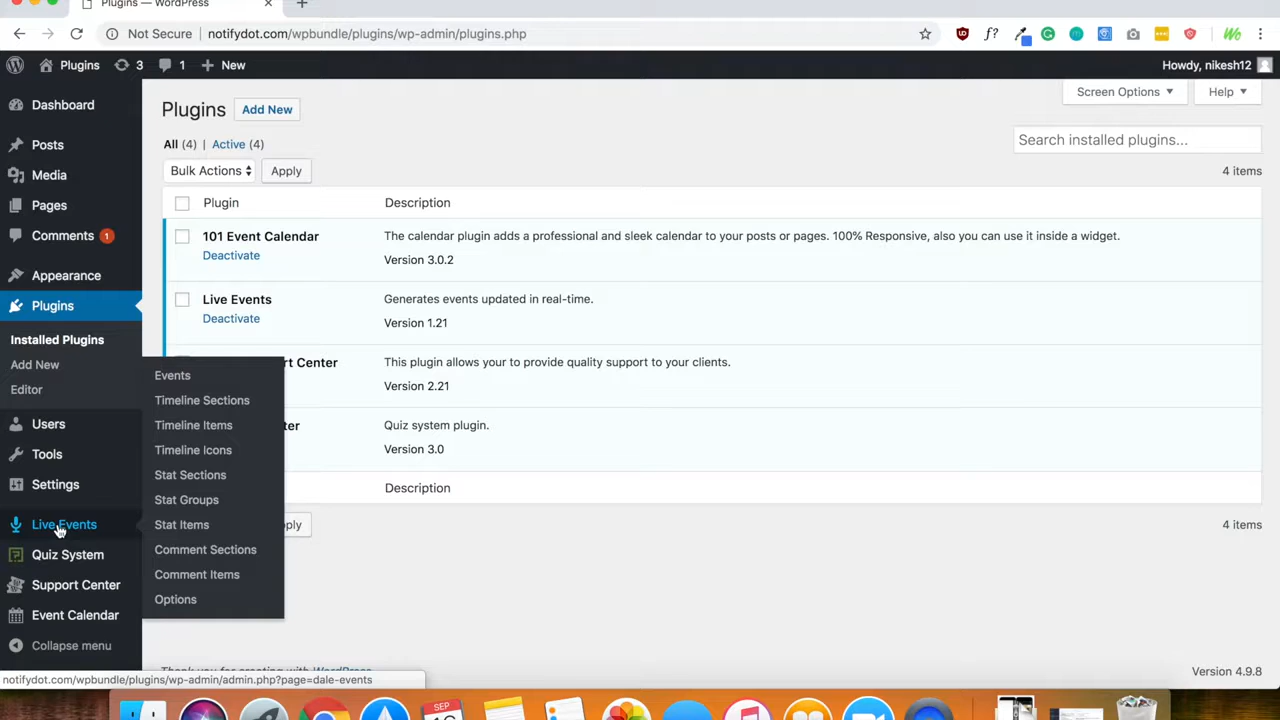 Plugins — WordPress
Not Secure notifydot.com/wpbundle/plugins/wp-admin/plugins.php
Plugins 3 1 New
Howdy, nikesh12
Dashboard
Posts
Media
Pages
Comments 1
Appearance
Plugins
Installed Plugins
Add New
Editor
Users
Tools
Settings
Live Events
Quiz System
Support Center
Event Calendar
Collapse menu
Events
Timeline Sections
Timeline Items
Timeline Icons
Stat Sections
Stat Groups
Stat Items
Comment Sections
Comment Items
Options
Screen Options
Help
Plugins Add New
All (4) | Active (4)
Search installed plugins...
Bulk Actions Apply
4 items
Plugin Description
101 Event Calendar
Deactivate
The calendar plugin adds a professional and sleek calendar to your posts or pages. 100% Responsive, also you can use it inside a widget.
Version 3.0.2
Live Events
Deactivate
Generates events updated in real-time.
Version 1.21
rt Center
This plugin allows your to provide quality support to your clients.
Version 2.21
ter
Quiz system plugin.
Version 3.0
Description
pply
4 items
Thank you for creating with WordPress
Version 4.9.8
notifydot.com/wpbundle/plugins/wp-admin/admin.php?page=dale-events
SEP